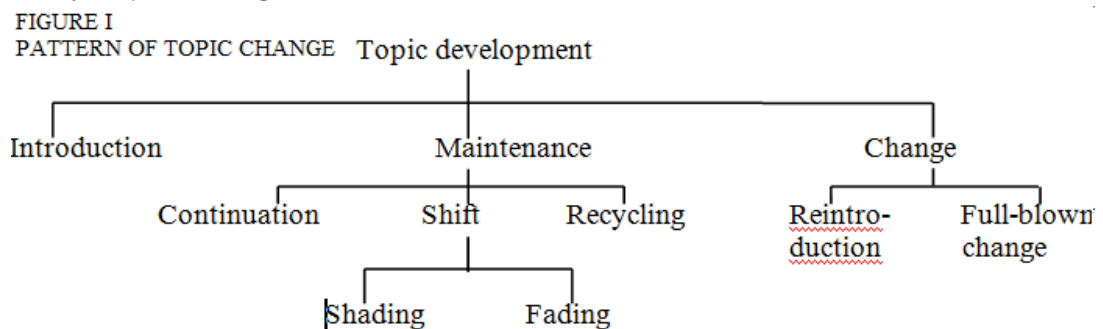 FIGURE I
PATTERN OF TOPIC CHANGE
Topic development
Introduction
Maintenance
Change
Continuation
Shift
Recycling
Reintro-
duction
Full-blown
change
Shading
Fading